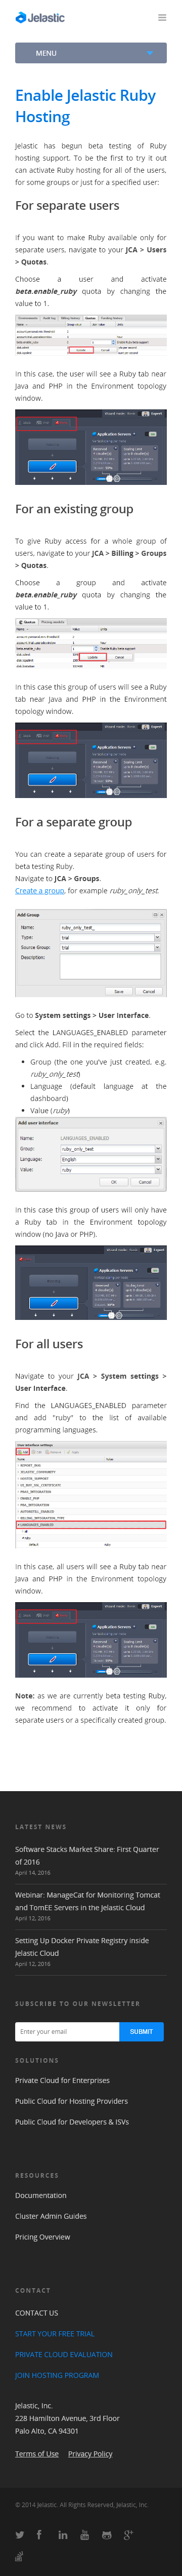 Jelastic
MENU
Enable Jelastic Ruby
Hosting
Jelastic has begun beta testing of Ruby
hosting support. To be the first to try it out
can activate Ruby hosting for all of the users,
for some groups or just for a specified user:
For separate users
If you want to make Ruby available only for
separate users, navigate to your JCA > Users
> Quotas.
Choose a user and activate
beta.enable_ruby quota by changing the
value to 1.
In this case, the user will see a Ruby tab near
Java and PHP in the Environment topology
window.
For an existing group
To give Ruby access for a whole group of
users, navigate to your JCA > Billing > Groups
> Quotas.
Choose a group and activate
beta.enable_ruby quota by changing the
value to 1.
In this case this group of users will see a Ruby
tab near Java and PHP in the Environment
topology window.
For a separate group
You can create a separate group of users for
beta testing Ruby.
Navigate to JCA > Groups.
Create a group, for example ruby_only_test.
Add Group
Name: ruby_only_test_
Type: trial
Source Group: trial
Description:
Save Cancel
Go to System settings > User Interface.
Select the LANGUAGES_ENABLED parameter
and click Add. Fill in the required fields:
• Group (the one you've just created, e.g.
ruby_only_test)
• Language (default language at the
dashboard)
• Value (ruby)
Add user interface
Name: LANGUAGES_ENABLED
Group: ruby_only_test
Language: English
Value: ruby
OK Cancel
In this case this group of users will only have
a Ruby tab in the Environment topology
window (no Java or PHP).
For all users
Navigate to your JCA > System settings >
User Interface.
Find the LANGUAGES_ENABLED parameter
and add "ruby" to the list of available
programming languages.
In this case, all users will see a Ruby tab near
Java and PHP in the Environment topology
window.
Note: as we are currently beta testing Ruby,
we recommend to activate it only for
separate users or a specifically created group.
LATEST NEWS
Software Stacks Market Share: First Quarter
of 2016
April 14, 2016
Webinar: ManageCat for Monitoring Tomcat
and TomEE Servers in the Jelastic Cloud
April 12, 2016
Setting Up Docker Private Registry inside
Jelastic Cloud
April 12, 2016
SUBSCRIBE TO OUR NEWSLETTER
Enter your email SUBMIT
SOLUTIONS
Private Cloud for Enterprises
Public Cloud for Hosting Providers
Public Cloud for Developers & ISVs
RESOURCES
Documentation
Cluster Admin Guides
Pricing Overview
CONTACT
CONTACT US
START YOUR FREE TRIAL
PRIVATE CLOUD EVALUATION
JOIN HOSTING PROGRAM
Jelastic, Inc.
228 Hamilton Avenue, 3rd Floor
Palo Alto, CA 94301
Terms of Use Privacy Policy
© 2014 Jelastic. All Rights Reserved, Jelastic, Inc.